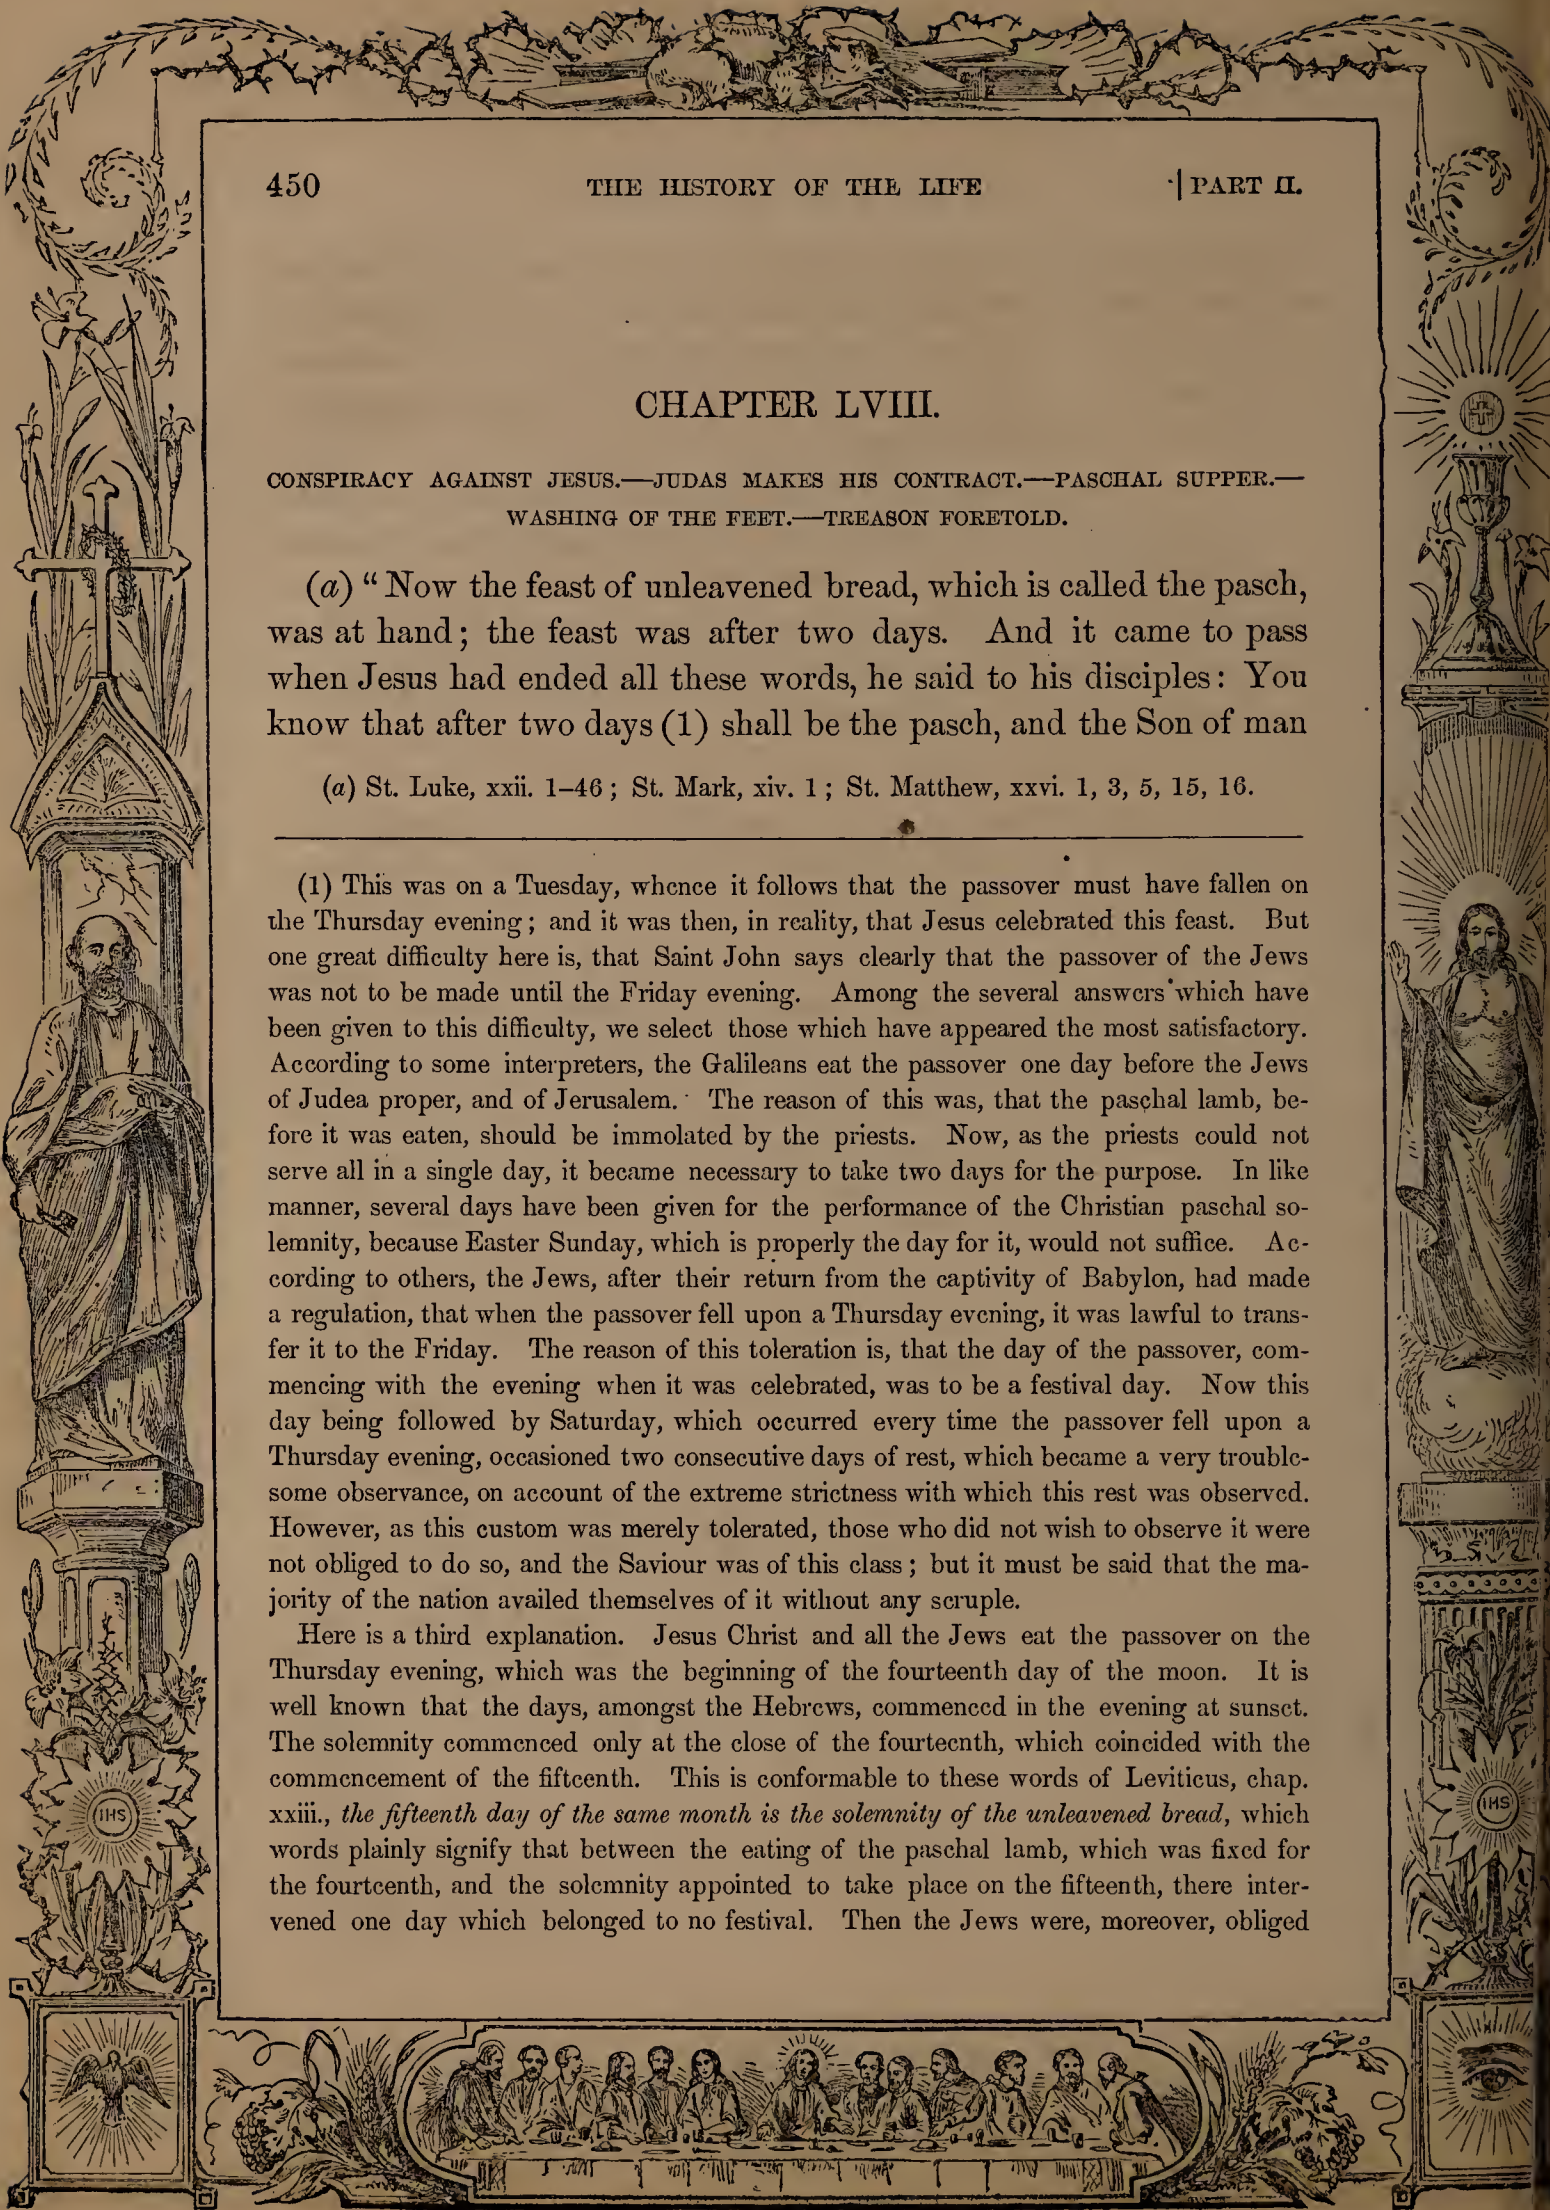 450 THE HISTORY OF THE LIFE PART II.
CHAPTER LVIII.
CONSPIRACY AGAINST JESUS.—JUDAS MAKES HIS CONTRACT.—PASCHAL SUPPER.—
WASHING OF THE FEET.—TREASON FORETOLD.
(a) “Now the feast of unleavened bread, which is called the pasch,
was at hand; the feast was after two days. And it came to pass
when Jesus had ended all these words, he said to his disciples: You
know that after two days (1) shall be the pasch, and the Son of man
(a) St. Luke, xxii. 1–46; St. Mark, xiv. 1; St. Matthew, xxvi. 1, 3, 5, 15, 16.
(1) This was on a Tuesday, whence it follows that the passover must have fallen on
the Thursday evening; and it was then, in reality, that Jesus celebrated this feast. But
one great difficulty here is, that Saint John says clearly that the passover of the Jews
was not to be made until the Friday evening. Among the several answers which have
been given to this difficulty, we select those which have appeared the most satisfactory.
According to some interpreters, the Galileans eat the passover one day before the Jews
of Judea proper, and of Jerusalem. The reason of this was, that the paschal lamb, be-
fore it was eaten, should be immolated by the priests. Now, as the priests could not
serve all in a single day, it became necessary to take two days for the purpose. In like
manner, several days have been given for the performance of the Christian paschal so-
lemnity, because Easter Sunday, which is properly the day for it, would not suffice. Ac-
cording to others, the Jews, after their return from the captivity of Babylon, had made
a regulation, that when the passover fell upon a Thursday evening, it was lawful to trans-
fer it to the Friday. The reason of this toleration is, that the day of the passover, com-
mencing with the evening when it was celebrated, was to be a festival day. Now this
day being followed by Saturday, which occurred every time the passover fell upon a
Thursday evening, occasioned two consecutive days of rest, which became a very trouble-
some observance, on account of the extreme strictness with which this rest was observed.
However, as this custom was merely tolerated, those who did not wish to observe it were
not obliged to do so, and the Saviour was of this class; but it must be said that the ma-
jority of the nation availed themselves of it without any scruple.
Here is a third explanation. Jesus Christ and all the Jews eat the passover on the
Thursday evening, which was the beginning of the fourteenth day of the moon. It is
well known that the days, amongst the Hebrews, commenced in the evening at sunset.
The solemnity commenced only at the close of the fourteenth, which coincided with the
commencement of the fifteenth. This is conformable to these words of Leviticus, chap.
xxiii., the fifteenth day of the same month is the solemnity of the unleavened bread, which
words plainly signify that between the eating of the paschal lamb, which was fixed for
the fourteenth, and the solemnity appointed to take place on the fifteenth, there inter-
vened one day which belonged to no festival. Then the Jews were, moreover, obliged
IHS
IHS